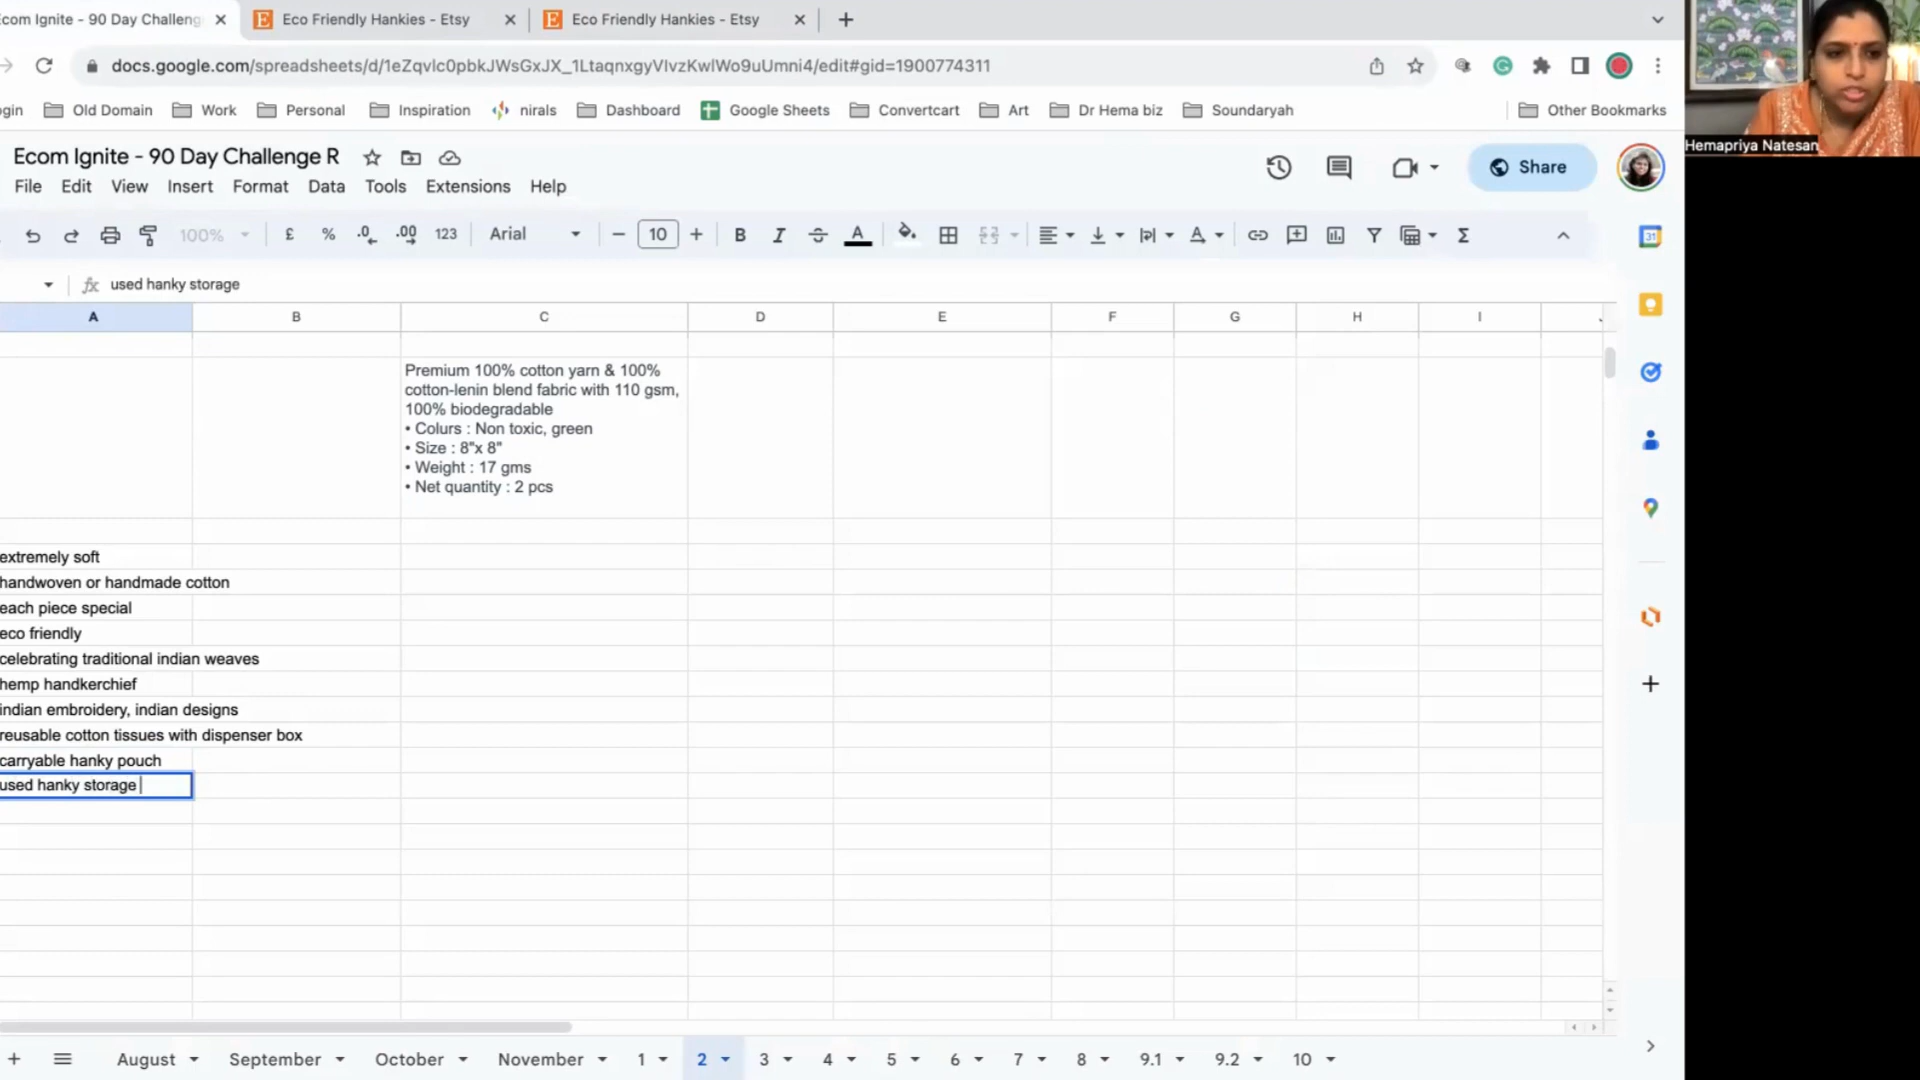 Ecom Ignite - 90 Day Challeng
Eco Friendly Hankies - Etsy
Eco Friendly Hankies - Etsy
docs.google.com/spreadsheets/d/1eZqvlc0pbkJWsGxJX_1LtaqnxgyVIvzKwlWo9uUmni4/edit#gid=1900774311
gin Old Domain Work Personal Inspiration nirals Dashboard Google Sheets Convertcart Art Dr Hema biz Soundaryah Other Bookmarks
Hemapriya Natesan
Ecom Ignite - 90 Day Challenge R
Share
File Edit View Insert Format Data Tools Extensions Help
100% £ % .0 .00 123 Arial 10 B I A
31
fx used hanky storage
A B C D E F G H I
Premium 100% cotton yarn & 100%
cotton-lenin blend fabric with 110 gsm,
100% biodegradable
• Colurs : Non toxic, green
• Size : 8"x 8"
• Weight : 17 gms
• Net quantity : 2 pcs
extremely soft
handwoven or handmade cotton
each piece special
eco friendly
celebrating traditional indian weaves
hemp handkerchief
indian embroidery, indian designs
reusable cotton tissues with dispenser box
carryable hanky pouch
used hanky storage
August September October November 1 2 3 4 5 6 7 8 9.1 9.2 10